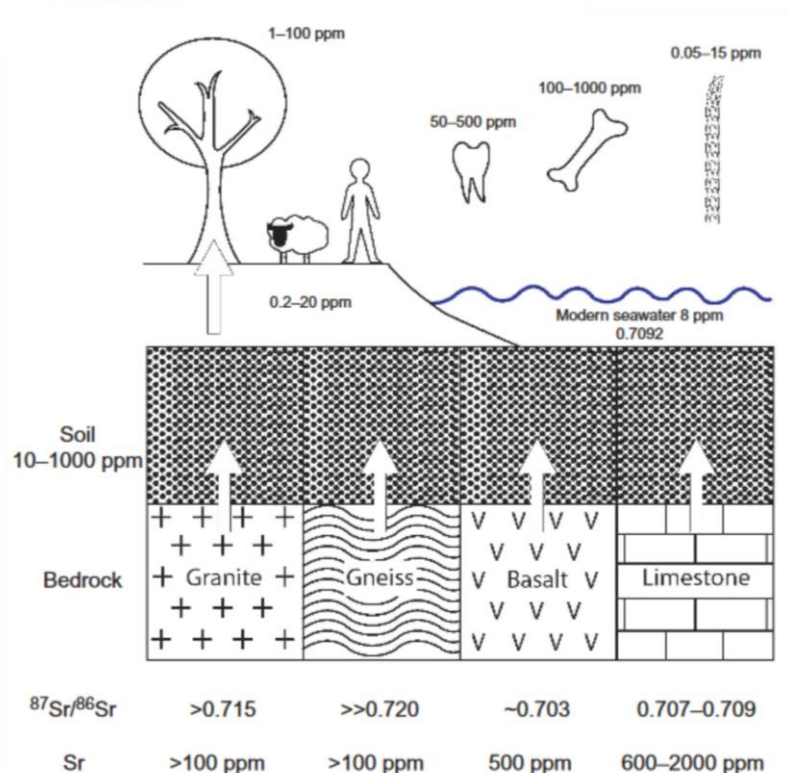 1–100 ppm
0.05–15 ppm
100–1000 ppm
50–500 ppm
0.2–20 ppm
Modern seawater 8 ppm
0.7092
Soil
10–1000 ppm
Bedrock
Granite
Gneiss
Basalt
Limestone
87Sr/86Sr >0.715 >>0.720 ~0.703 0.707–0.709
Sr >100 ppm >100 ppm 500 ppm 600–2000 ppm